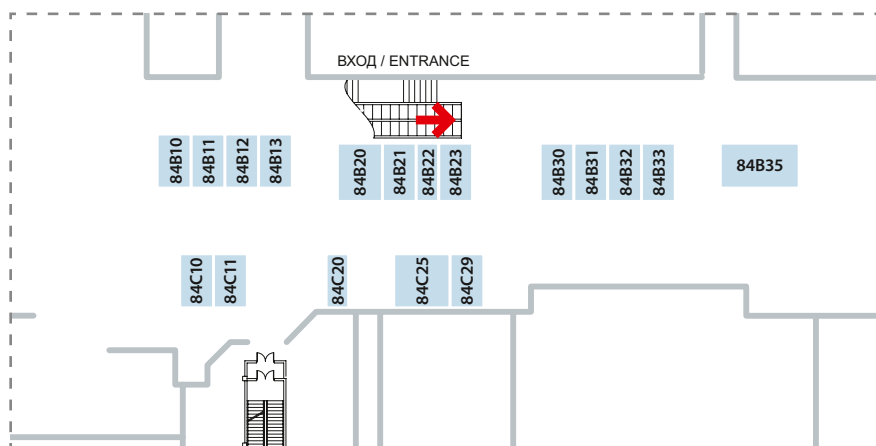 ВХОД / ENTRANCE
84B10
84B11
84B12
84B13
84B20
84B21
84B22
84B23
84B30
84B31
84B32
84B33
84B35
84C10
84C11
84C20
84C25
84C29